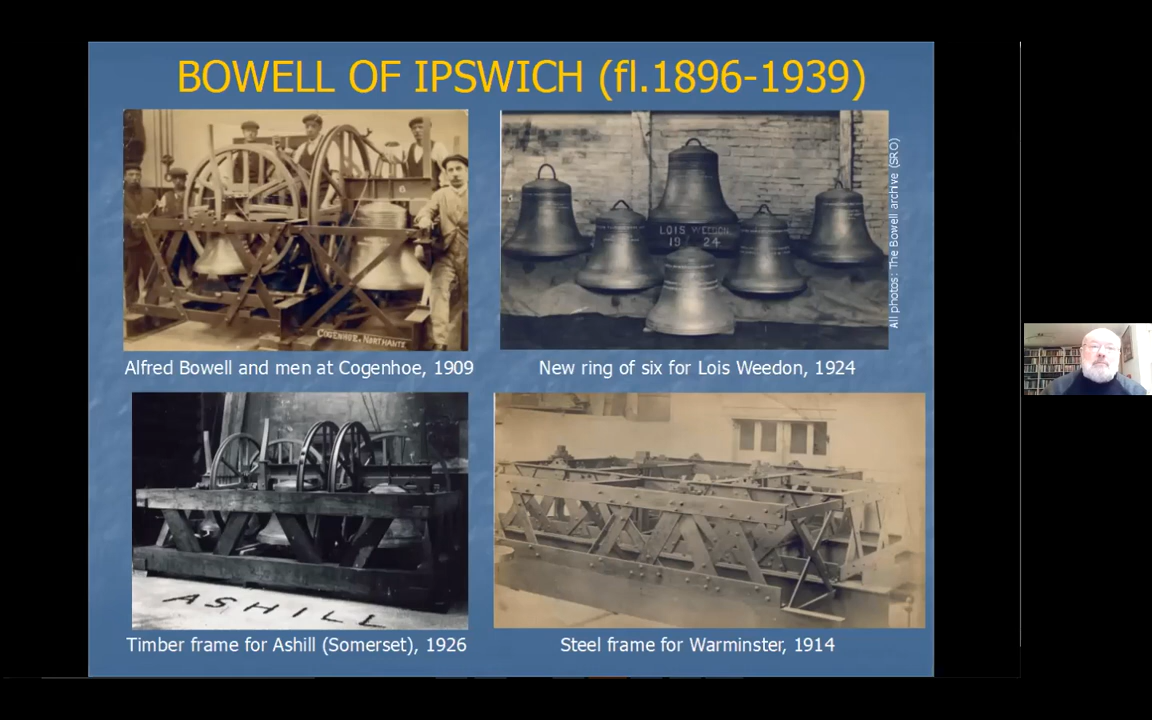 BOWELL OF IPSWICH (fl.1896-1939)
COGENHOE. NORTHANTS
LOIS WEEDON
19 24
All photos: The Bowell archive (SRO)
Alfred Bowell and men at Cogenhoe, 1909
New ring of six for Lois Weedon, 1924
ASHILL
Timber frame for Ashill (Somerset), 1926
Steel frame for Warminster, 1914